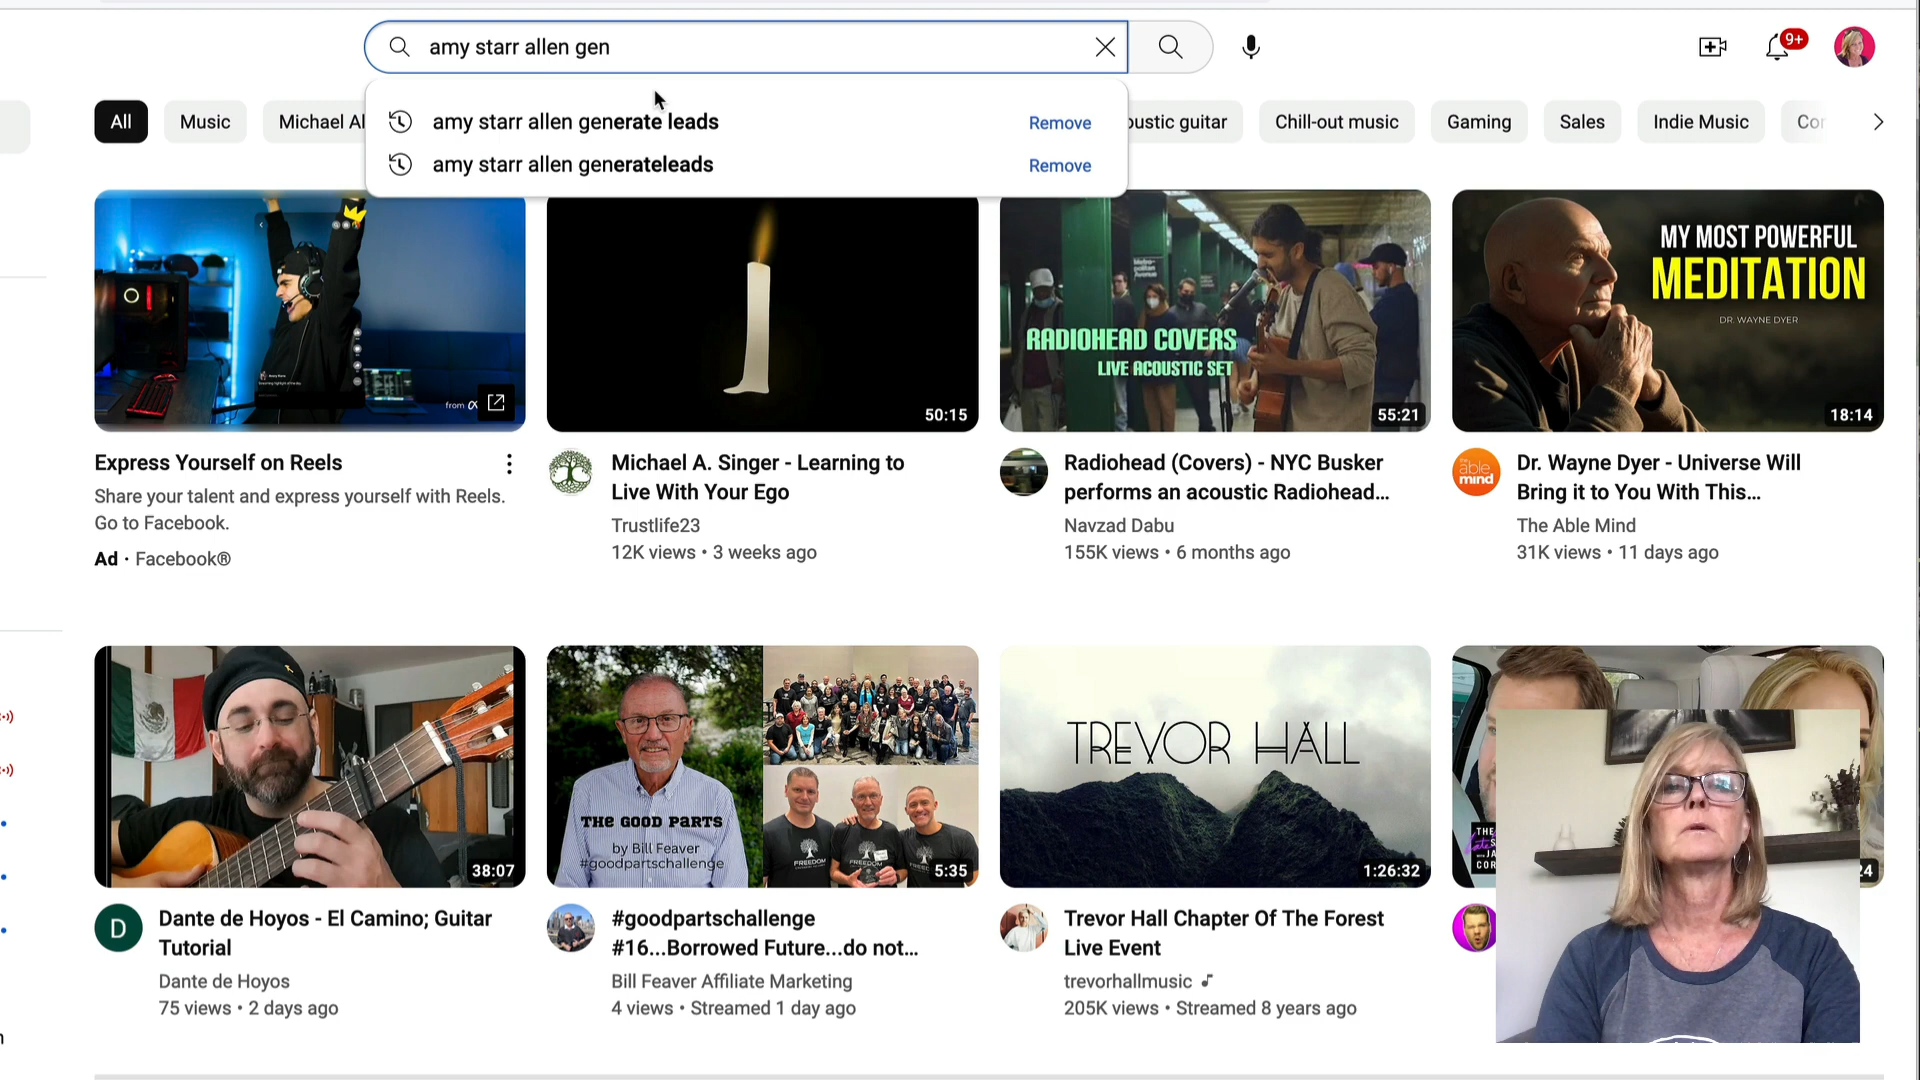 amy starr allen gen
9+
amy starr allen generate leads
Remove
amy starr allen generateleads
Remove
All
Music
Michael Al
oustic guitar
Chill-out music
Gaming
Sales
Indie Music
Co
from
RADIOHEAD COVERS
LIVE ACOUSTIC SET
MY MOST POWERFUL
MEDITATION
DR. WAYNE DYER
50:15
55:21
18:14
Express Yourself on Reels
Share your talent and express yourself with Reels.
Go to Facebook.
Ad · Facebook®
Michael A. Singer - Learning to
Live With Your Ego
Trustlife23
12K views • 3 weeks ago
Radiohead (Covers) - NYC Busker
performs an acoustic Radiohead...
Navzad Dabu
155K views • 6 months ago
able
mind
Dr. Wayne Dyer - Universe Will
Bring it to You With This...
The Able Mind
31K views • 11 days ago
THE GOOD PARTS
by Bill Feaver
#goodpartschallenge
FREEDOM
TREVOR HALL
THE
COR
38:07
5:35
1:26:32
24
D
Dante de Hoyos - El Camino; Guitar
Tutorial
Dante de Hoyos
75 views • 2 days ago
#goodpartschallenge
#16...Borrowed Future...do not...
Bill Feaver Affiliate Marketing
4 views • Streamed 1 day ago
Trevor Hall Chapter Of The Forest
Live Event
trevorhallmusic
205K views • Streamed 8 years ago